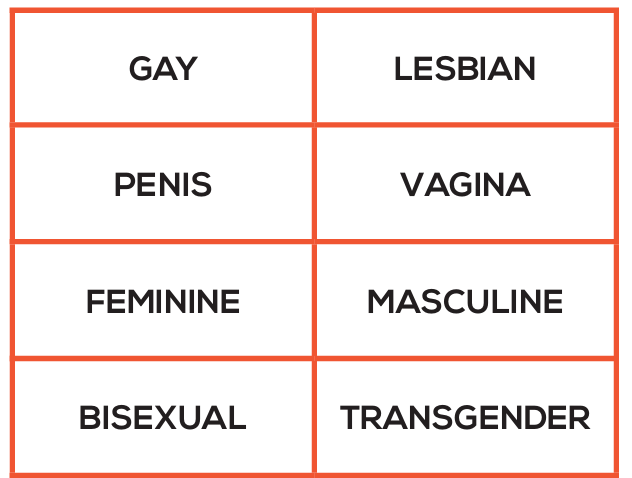 GAY
LESBIAN
PENIS
VAGINA
FEMININE
MASCULINE
BISEXUAL
TRANSGENDER